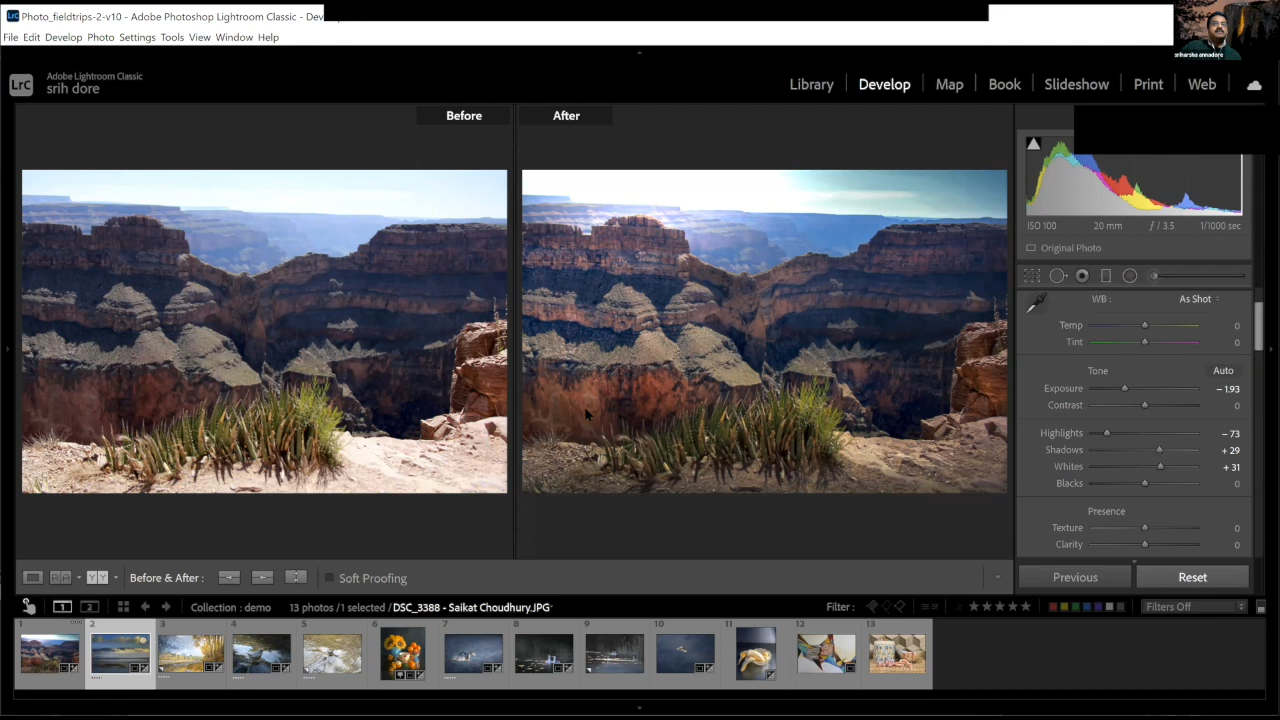 LrC Photo_fieldtrips-2-v10 - Adobe Photoshop Lightroom Classic - Dev
File Edit Develop Photo Settings Tools View Window Help
sriharsha annadore
LrC
Adobe Lightroom Classic
srih dore
Library Develop Map Book Slideshow Print Web
Before After
ISO 100 20 mm ƒ / 3.5 1/1000 sec
Original Photo
WB : As Shot
Temp 0
Tint 0
Tone Auto
Exposure – 1.93
Contrast 0
Highlights – 73
Shadows + 29
Whites + 31
Blacks 0
Presence
Texture 0
Clarity 0
Before & After : Soft Proofing
Previous Reset
1 2 Collection : demo 13 photos /1 selected / DSC_3388 - Saikat Choudhury.JPG
Filter : Filters Off
1 2 3 4 5 6 7 8 9 10 11 12 13